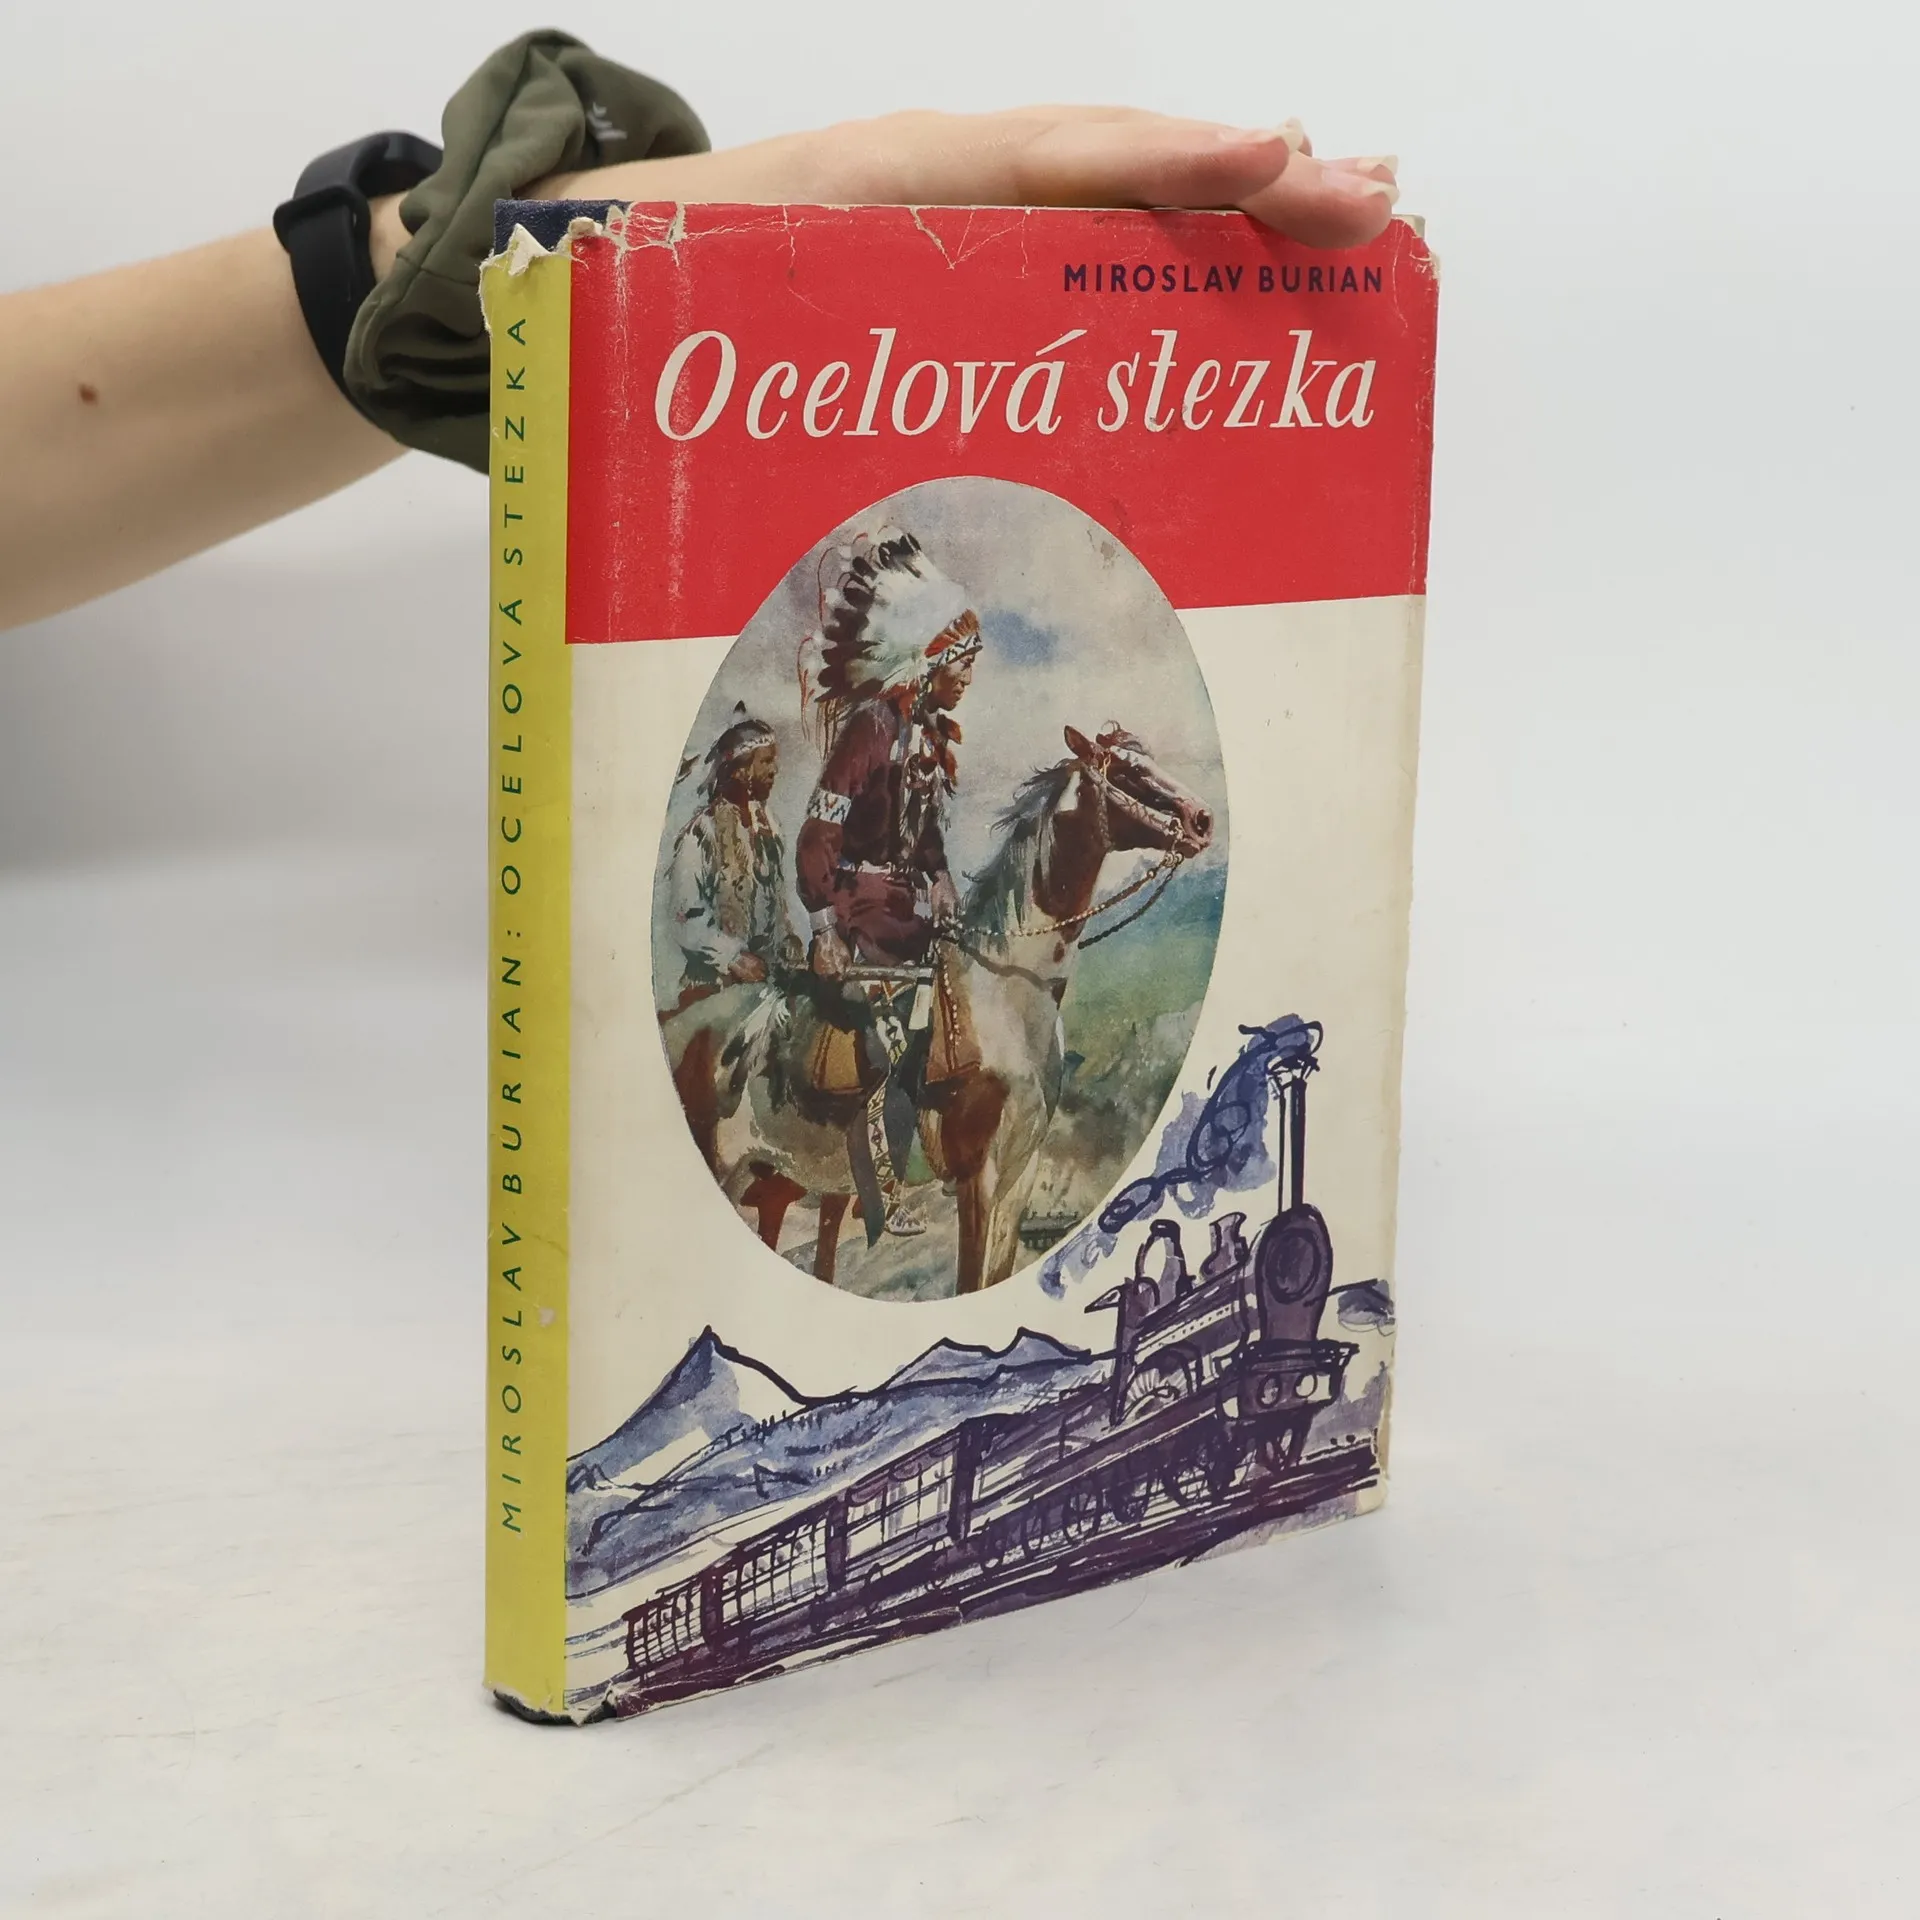 MIROSLAV BURIAN
Ocelová stezka
MIROSLAV BURIAN: OCELOVÁ STEZKA